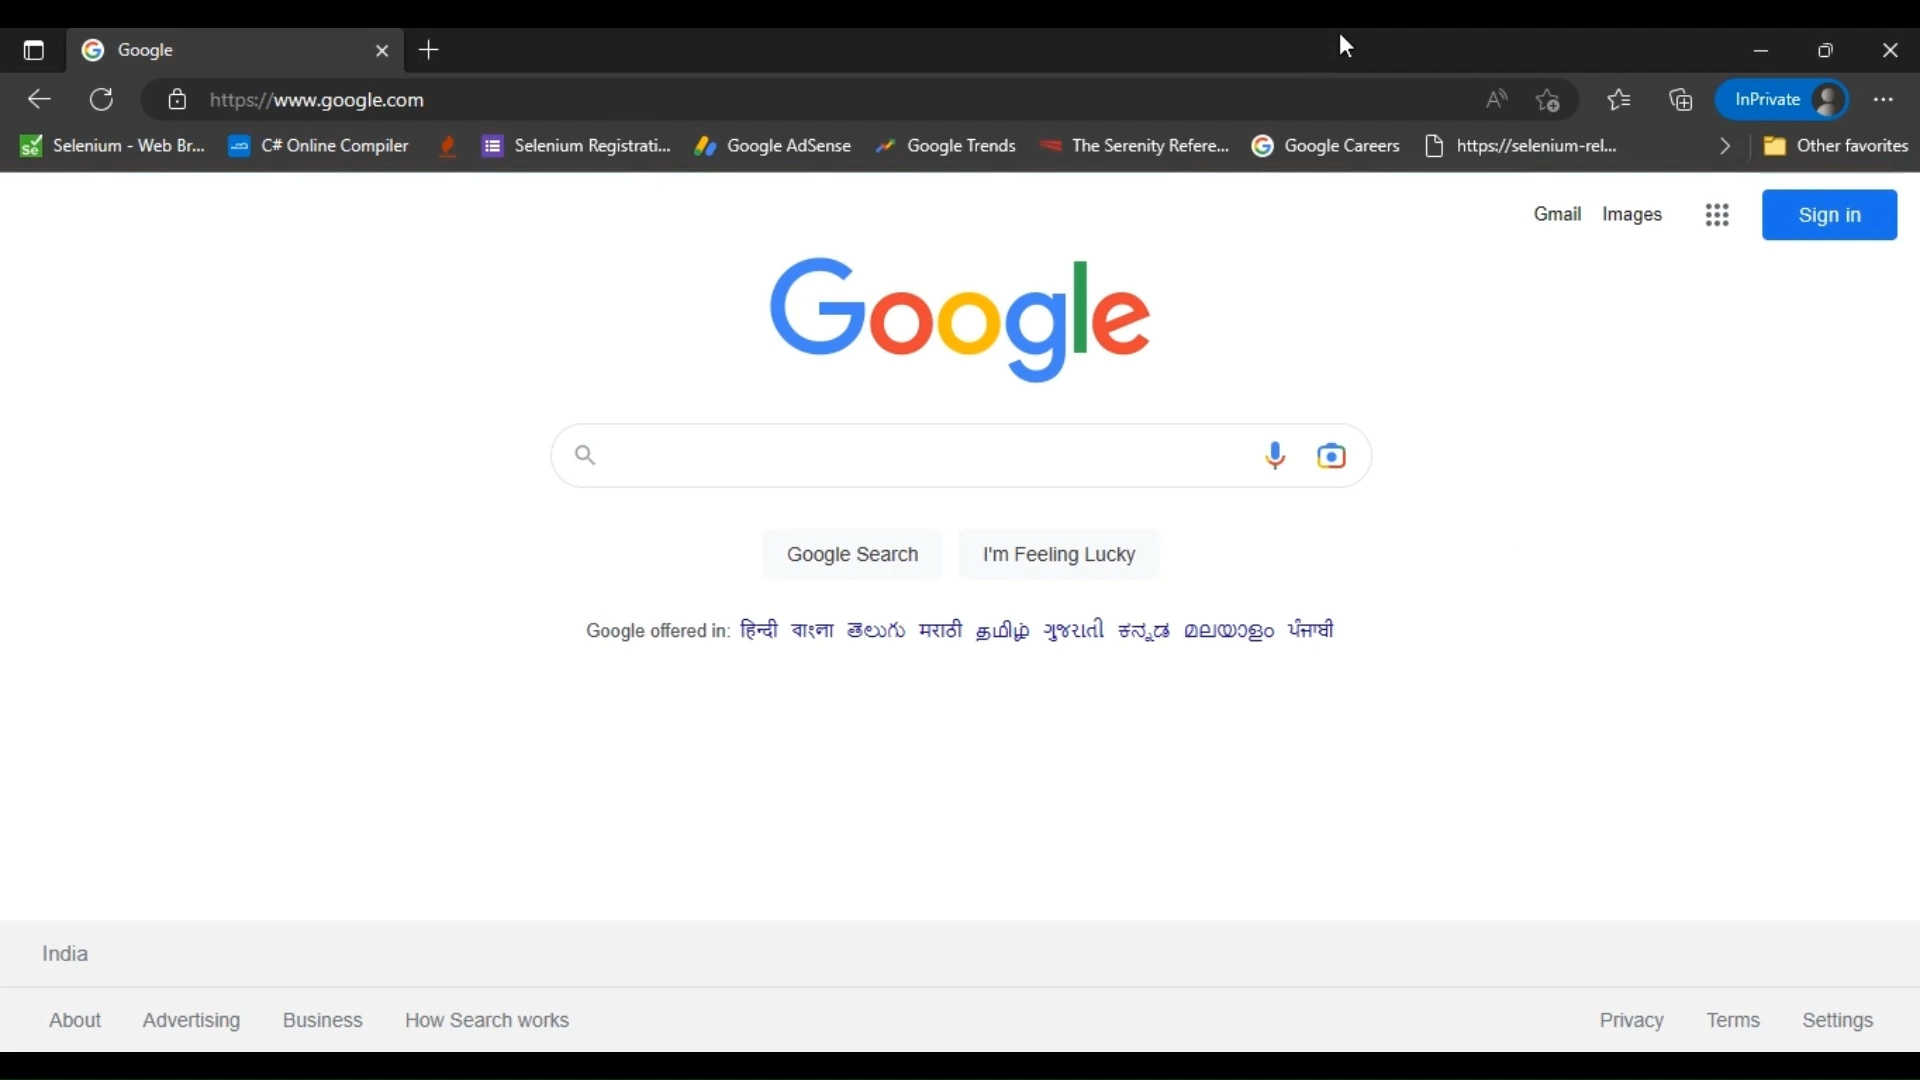 Google
https://www.google.com
A
InPrivate
Selenium - Web Br... C# Online Compiler Selenium Registrati... Google AdSense Google Trends The Serenity Refere... Google Careers https://selenium-rel... Other favorites
Gmail Images Sign in
Google
Google Search I'm Feeling Lucky
Google offered in: हिन्दी বাংলা తెలుగు मराठी தமிழ் ગુજરાતી ಕನ್ನಡ മലയാളം ਪੰਜਾਬੀ
India
About Advertising Business How Search works Privacy Terms Settings